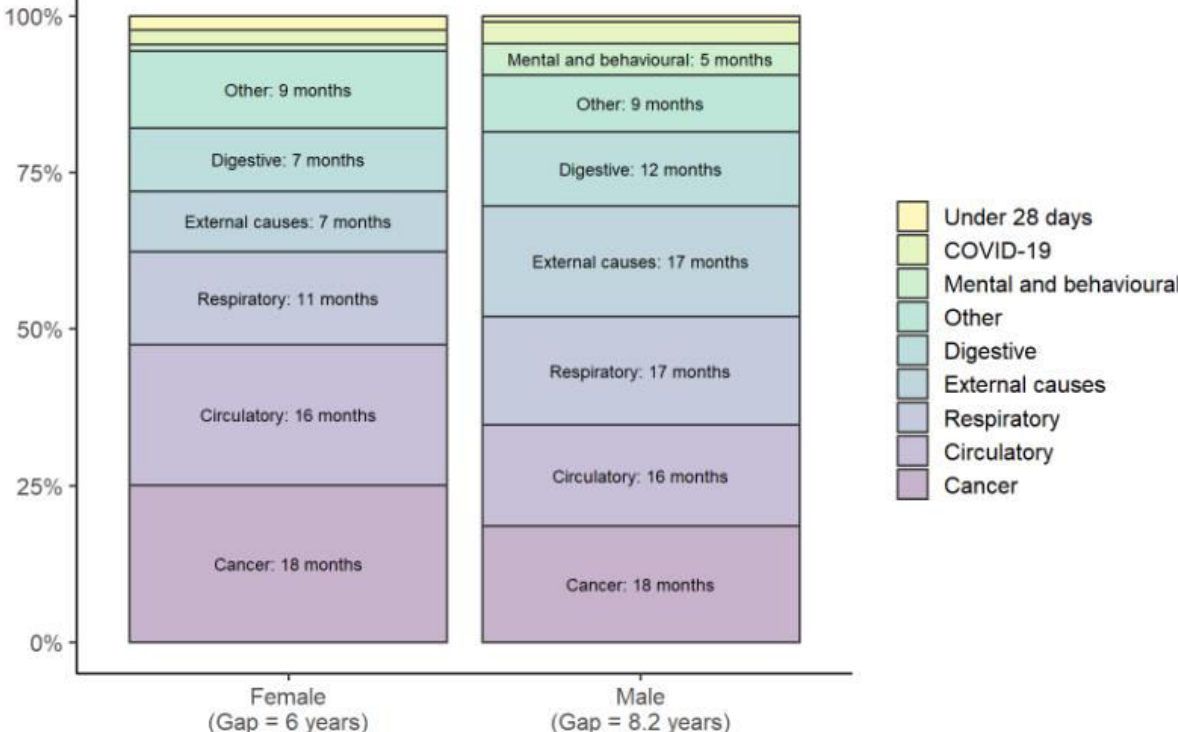 100%
75%
50%
25%
0%
Other: 9 months
Digestive: 7 months
External causes: 7 months
Respiratory: 11 months
Circulatory: 16 months
Cancer: 18 months
Mental and behavioural: 5 months
Other: 9 months
Digestive: 12 months
External causes: 17 months
Respiratory: 17 months
Circulatory: 16 months
Cancer: 18 months
Female
(Gap = 6 years)
Male
(Gap = 8.2 years)
Under 28 days
COVID-19
Mental and behavioural
Other
Digestive
External causes
Respiratory
Circulatory
Cancer